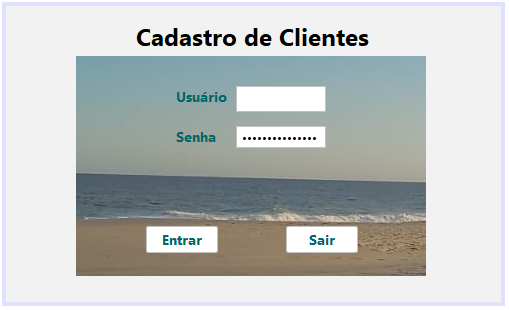 Cadastro de Clientes
Usuário
Senha •••••••••••••••
Entrar Sair